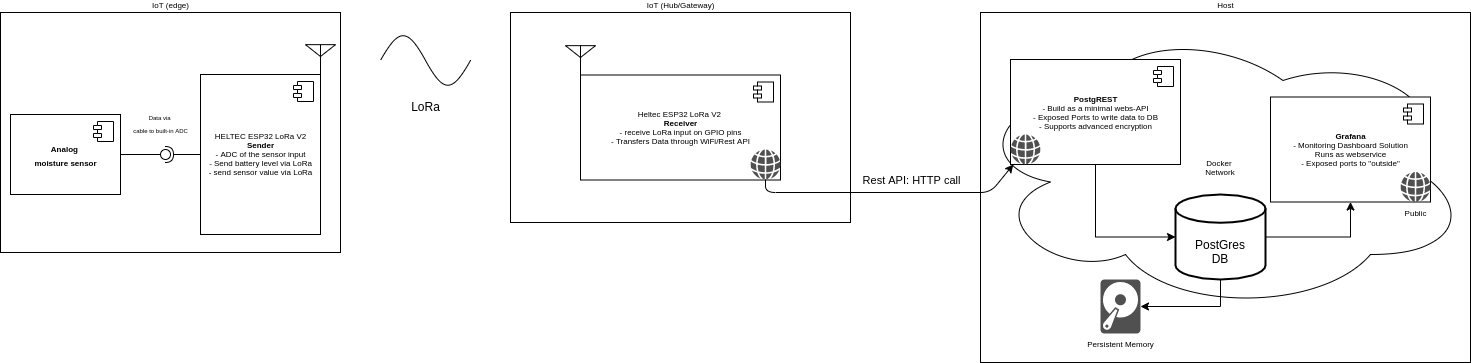 IoT (edge)
Analog
moisture sensor
Data via
cable to built-in ADC
HELTEC ESP32 LoRa V2
Sender
- ADC of the sensor input
- Send battery level via LoRa
- send sensor value via LoRa
LoRa
IoT (Hub/Gateway)
Heltec ESP32 LoRa V2
Receiver
- receive LoRa input on GPIO pins
- Transfers Data through WiFi/Rest API
Rest API: HTTP call
Host
PostgREST
- Build as a minimal webs-API
- Exposed Ports to write data to DB
- Supports advanced encryption
Docker
Network
Grafana
- Monitoring Dashboard Solution
Runs as webservice
- Exposed ports to "outside"
Public
PostGres
DB
Persistent Memory